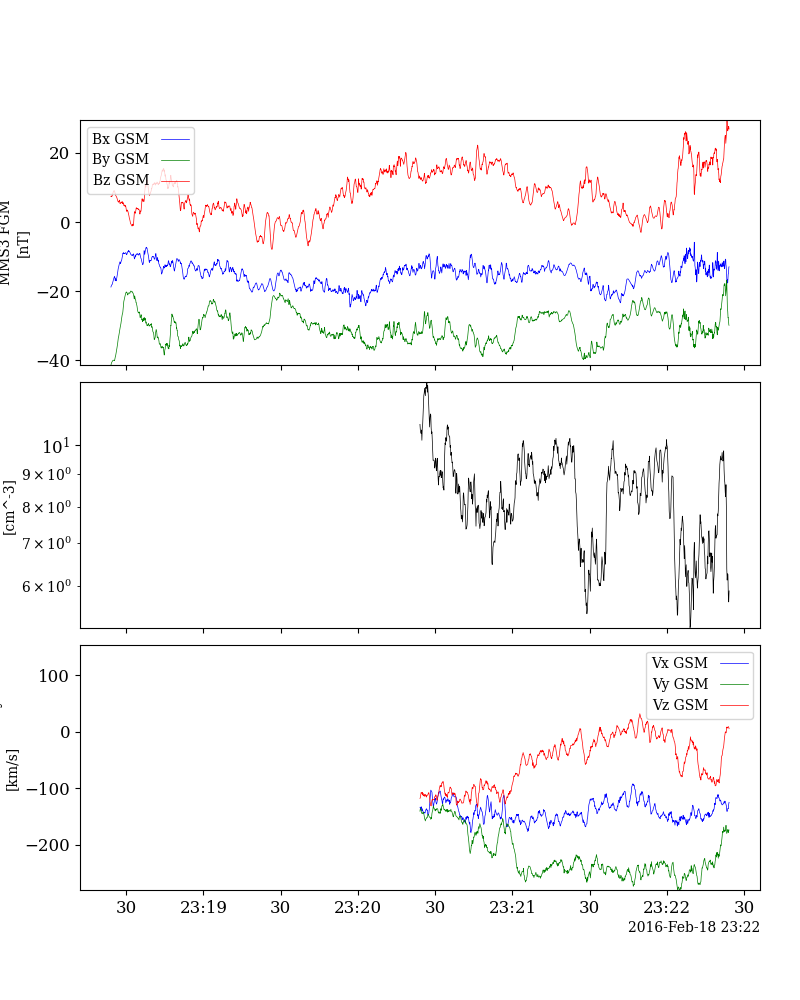 MMS3 FGM
[nT]
20
0
−20
−40
Bx GSM
By GSM
Bz GSM
[cm^-3]
10¹
9 × 10⁰
8 × 10⁰
7 × 10⁰
6 × 10⁰
[km/s]
100
0
−100
−200
Vx GSM
Vy GSM
Vz GSM
30 23:19 30 23:20 30 23:21 30 23:22 30
2016-Feb-18 23:22